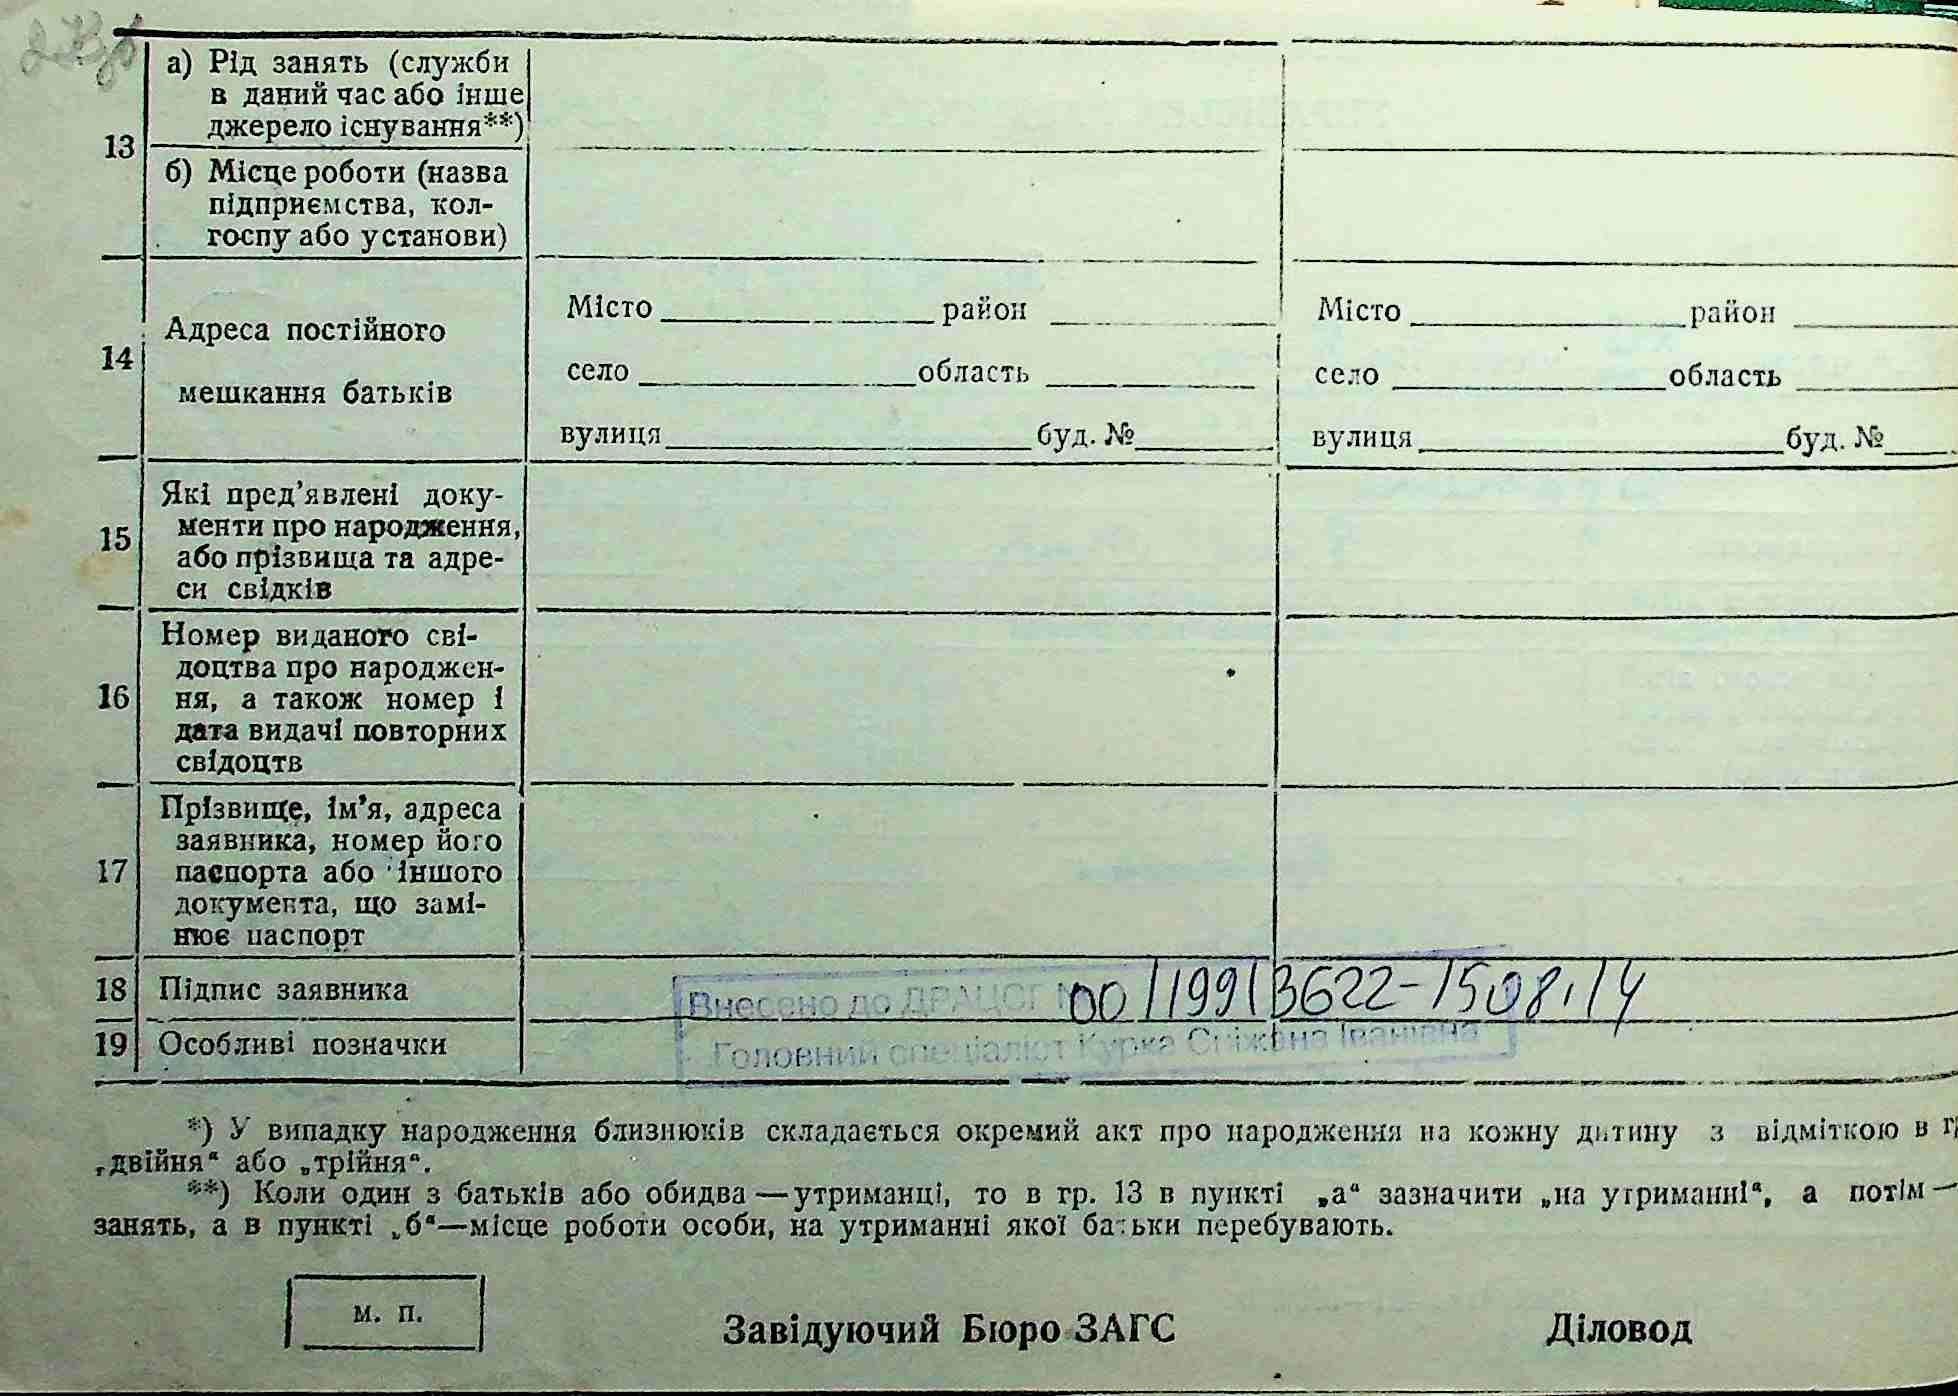 13
а) Рід занять (служби
в даний час або інше
джерело існування**)
б) Місце роботи (назва
підприємства, кол-
госпу або установи)
14
Адреса постійного
мешкання батьків
Місто район
село область
вулиця буд. №
Місто район
село область
вулиця буд. №
15
Які пред’явлені доку-
менти про народження,
або прізвища та адре-
си свідків
16
Номер виданого сві-
доцтва про народжен-
ня, а також номер і
дата видачі повторних
свідоцтв
17
Прізвище, ім’я, адреса
заявника, номер його
паспорта або іншого
документа, що замі-
нює паспорт
18 Підпис заявника
Внесено до ДРАЦСГ № 00119913622-1508.14
19 Особливі позначки
Головний спеціаліст Курка Сніжана Іванівна
*) У випадку народження близнюків складається окремий акт про народження на кожну дитину з відміткою в
„двійня“ або „трійня“.
**) Коли один з батьків або обидва—утриманці, то в гр. 13 в пункті „а“ зазначити „на утриманні“, а потім—
занять, а в пункті „б“—місце роботи особи, на утриманні якої батьки перебувають.
м. п.
Завідуючий Бюро ЗАГС
Діловод